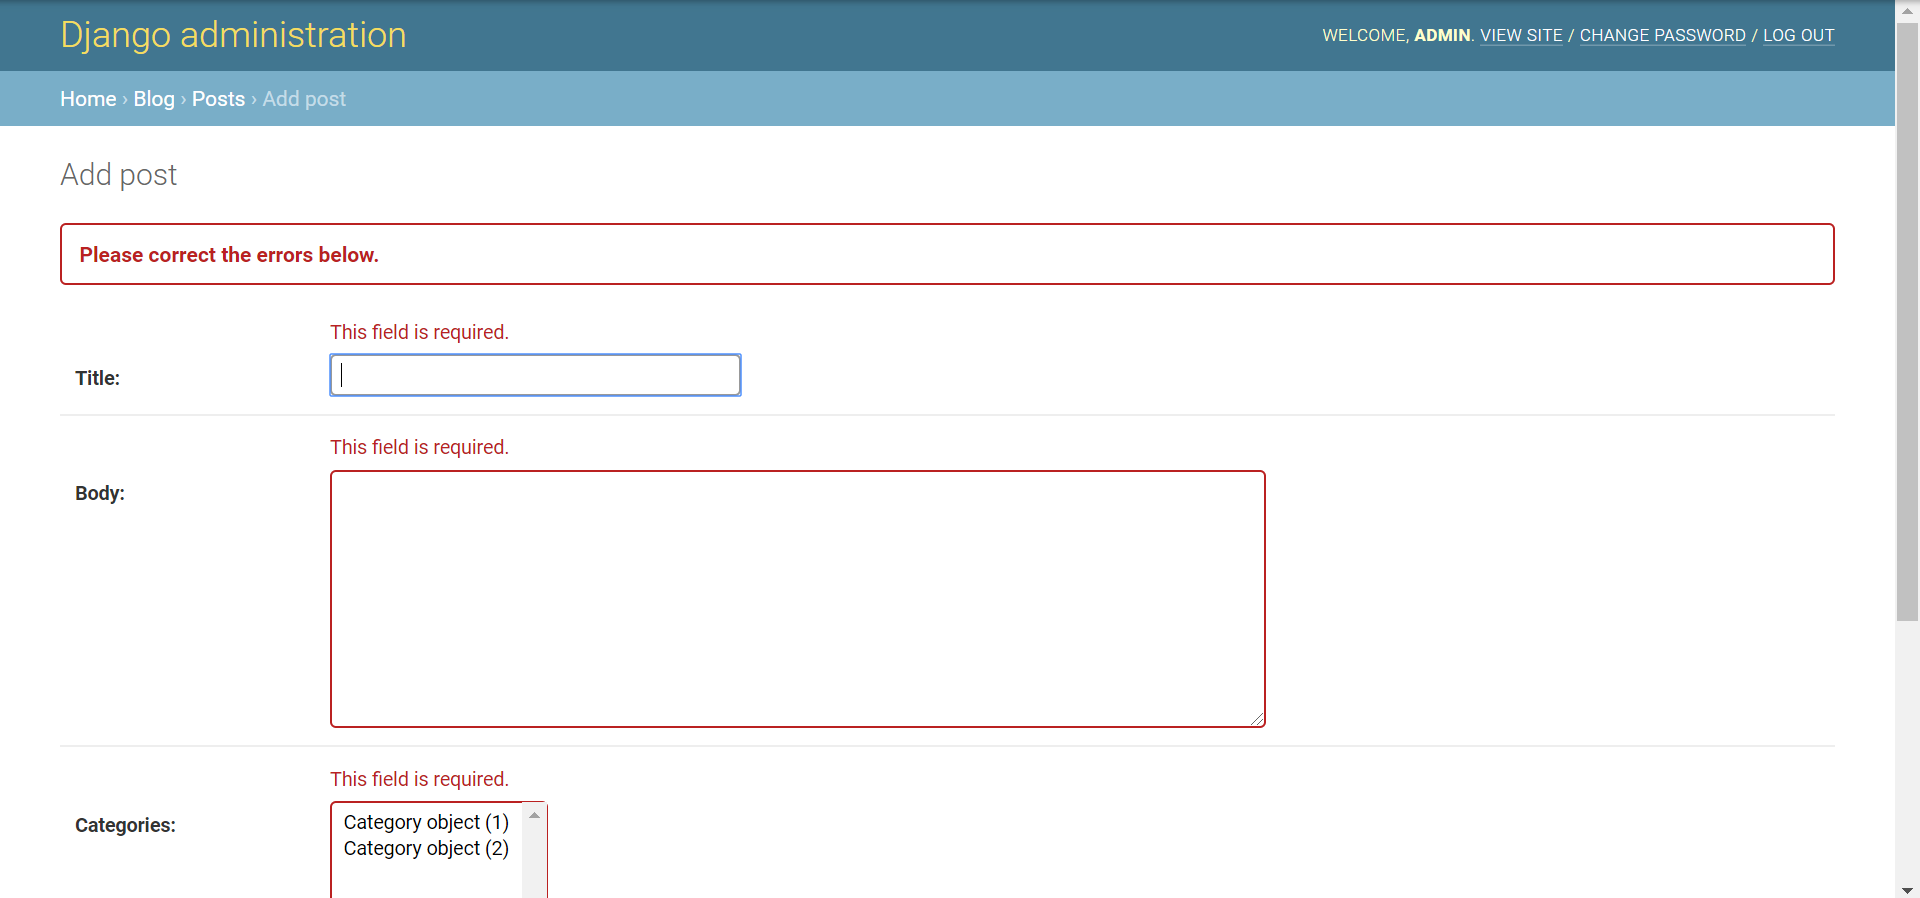 Django administration
WELCOME, ADMIN. VIEW SITE / CHANGE PASSWORD / LOG OUT
Home › Blog › Posts › Add post
Add post
Please correct the errors below.
This field is required.
Title:
This field is required.
Body:
This field is required.
Categories:
Category object (1)
Category object (2)